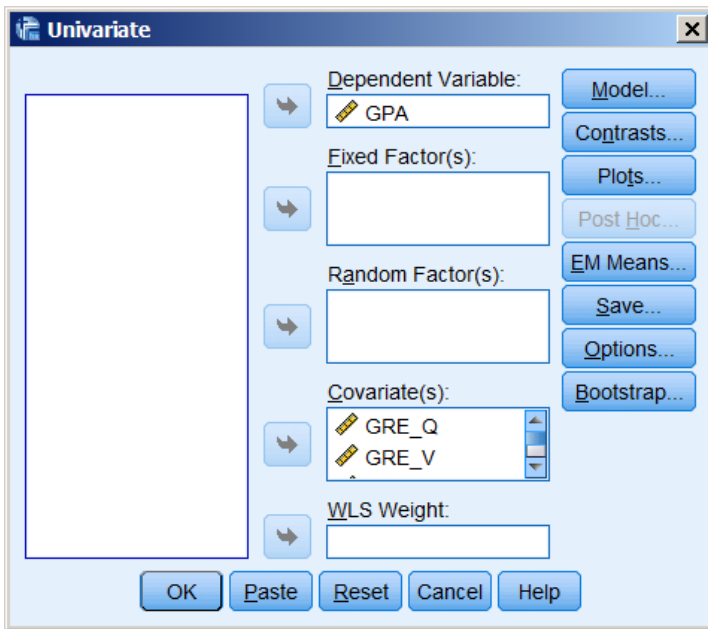 Univariate
Dependent Variable:
GPA
Fixed Factor(s):
Random Factor(s):
Covariate(s):
GRE_Q
GRE_V
WLS Weight:
Model...
Contrasts...
Plots...
Post Hoc...
EM Means...
Save...
Options...
Bootstrap...
OK
Paste
Reset
Cancel
Help